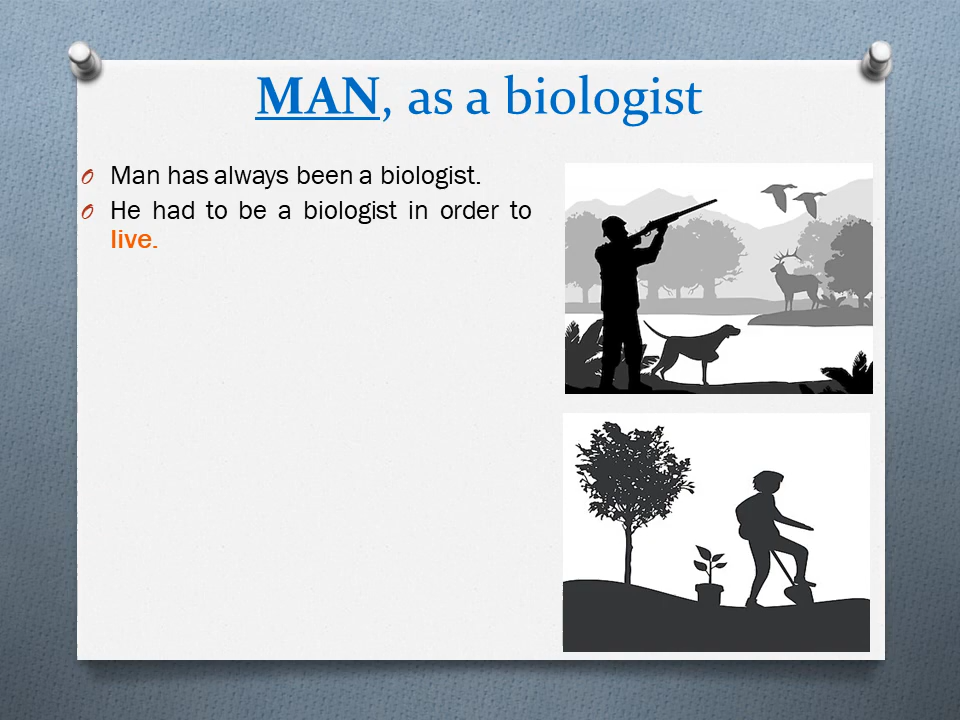 MAN, as a biologist
Man has always been a biologist.
He had to be a biologist in order to
live.